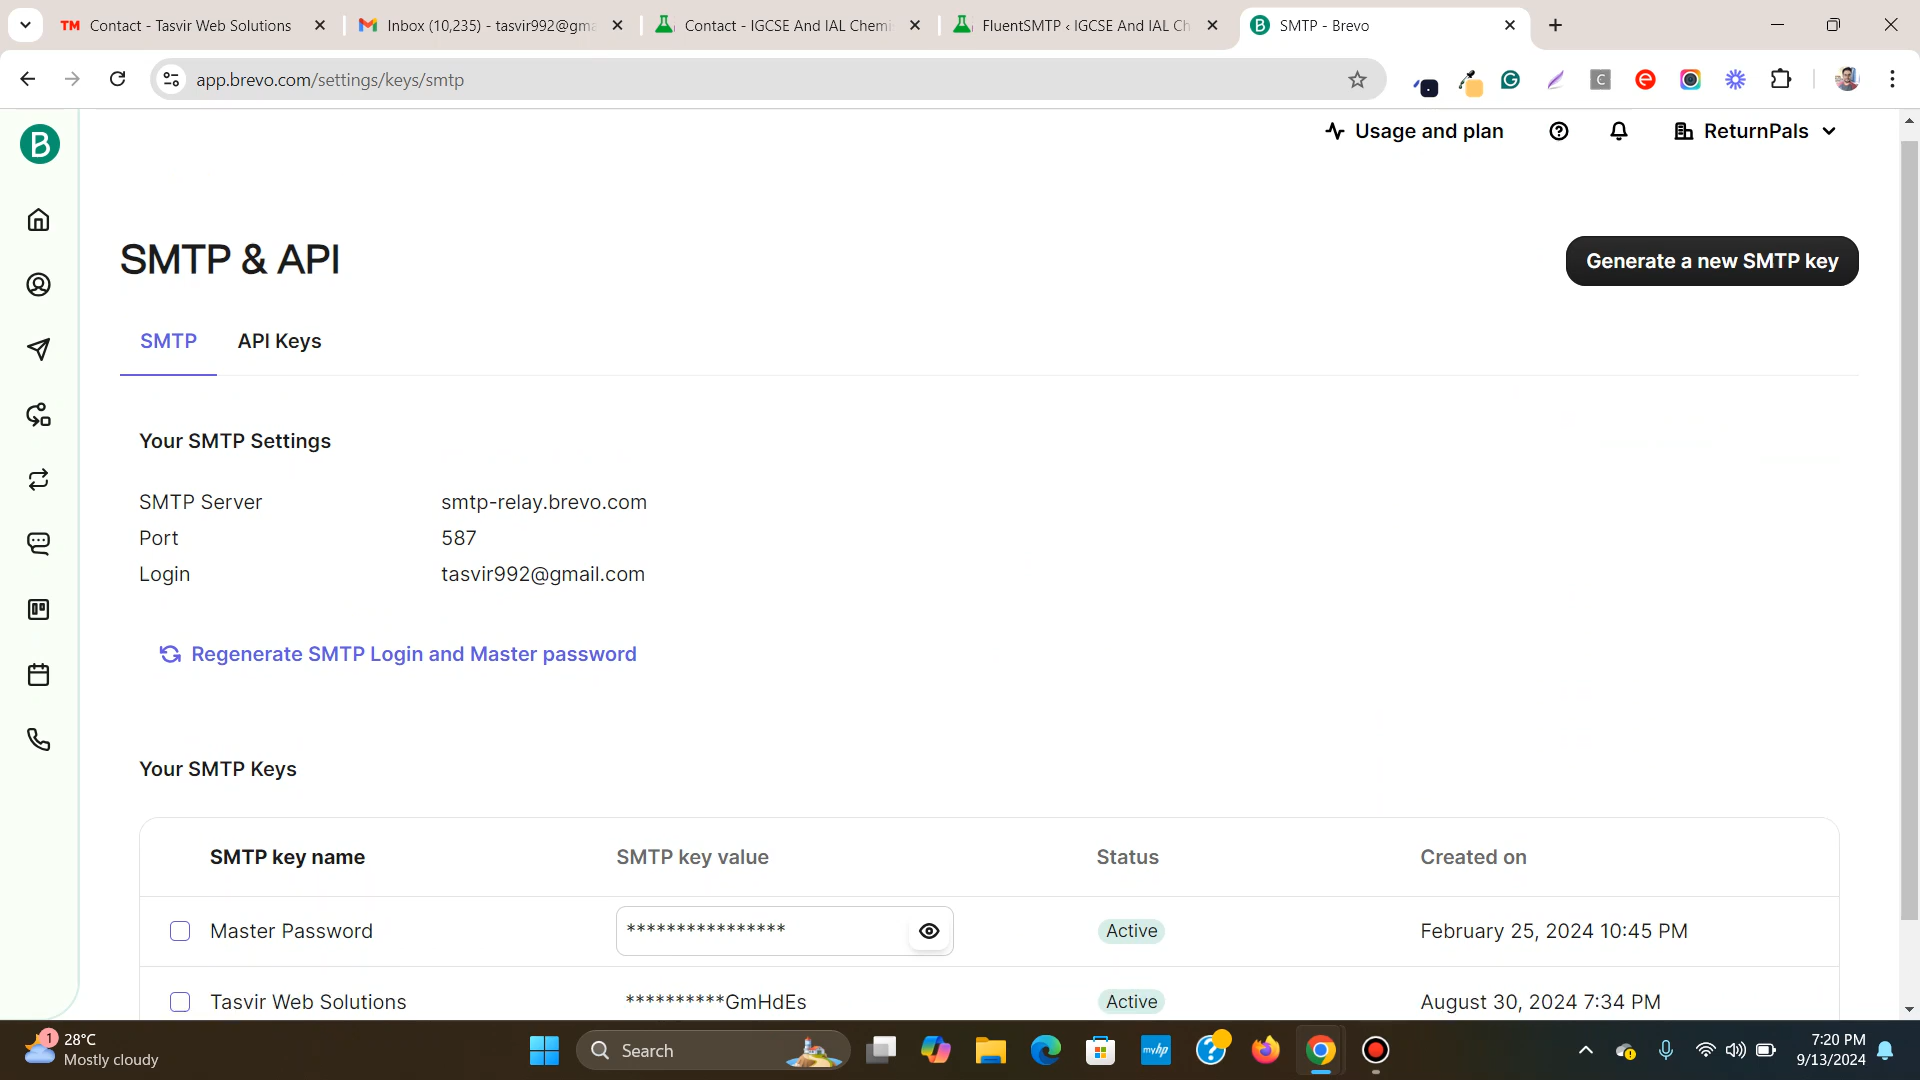 Contact - Tasvir Web Solutions
Inbox (10,235) - tasvir992@gma
Contact - IGCSE And IAL Chemi
FluentSMTP ‹ IGCSE And IAL Ch
SMTP - Brevo
app.brevo.com/settings/keys/smtp
Usage and plan
ReturnPals
SMTP & API
Generate a new SMTP key
SMTP
API Keys
Your SMTP Settings
SMTP Server smtp-relay.brevo.com
Port 587
Login tasvir992@gmail.com
Regenerate SMTP Login and Master password
Your SMTP Keys
SMTP key name SMTP key value Status Created on
Master Password **************** Active February 25, 2024 10:45 PM
Tasvir Web Solutions **********GmHdEs Active August 30, 2024 7:34 PM
1
28°C
Mostly cloudy
Search
myhp
7:20 PM
9/13/2024